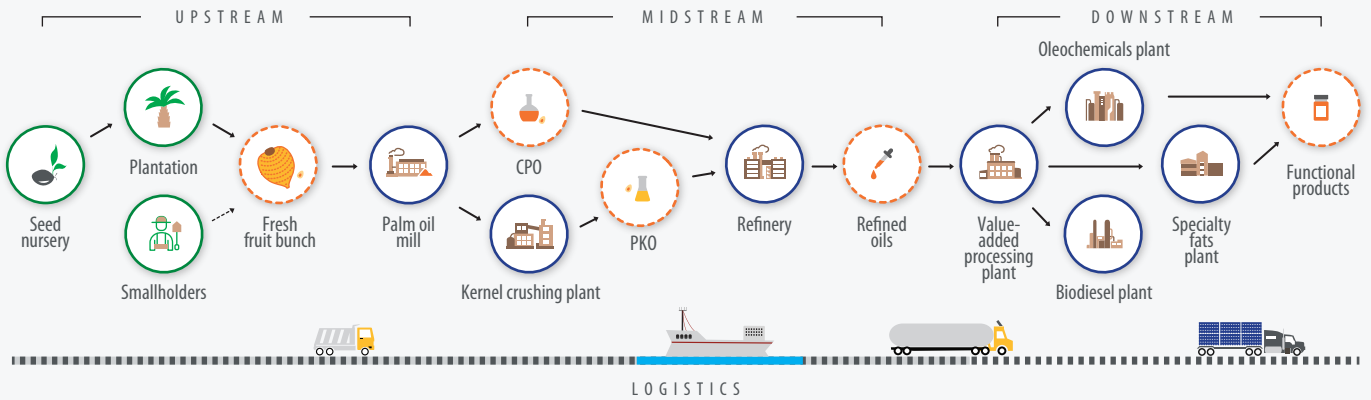 UPSTREAM
MIDSTREAM
DOWNSTREAM
Seed
nursery
Plantation
Smallholders
Fresh
fruit bunch
Palm oil
mill
CPO
Kernel crushing plant
PKO
Refinery
Refined
oils
Value-
added
processing
plant
Oleochemicals plant
Biodiesel plant
Specialty
fats
plant
Functional
products
LOGISTICS